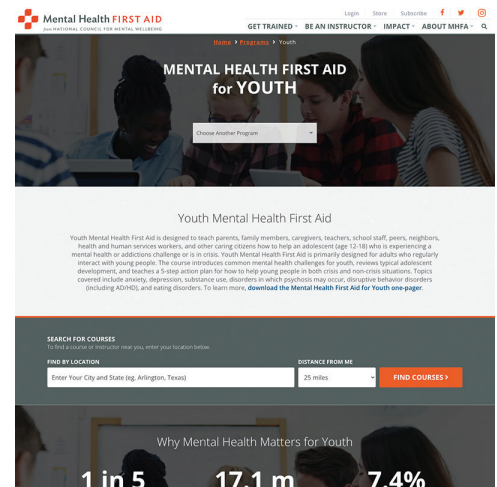 Login Store Subscribe
Mental Health FIRST AID
from NATIONAL COUNCIL FOR MENTAL WELLBEING
GET TRAINED BE AN INSTRUCTOR IMPACT ABOUT MHFA
Home > Programs > Youth
MENTAL HEALTH FIRST AID
for YOUTH
Choose Another Program
Youth Mental Health First Aid
Youth Mental Health First Aid is designed to teach parents, family members, caregivers, teachers, school staff, peers, neighbors,
health and human services workers, and other caring citizens how to help an adolescent (age 12-18) who is experiencing a
mental health or addictions challenge or is in crisis. Youth Mental Health First Aid is primarily designed for adults who regularly
interact with young people. The course introduces common mental health challenges for youth, reviews typical adolescent
development, and teaches a 5-step action plan for how to help young people in both crisis and non-crisis situations. Topics
covered include anxiety, depression, substance use, disorders in which psychosis may occur, disruptive behavior disorders
(including AD/HD), and eating disorders. To learn more, download the Mental Health First Aid for Youth one-pager.
SEARCH FOR COURSES
To find a course or Instructor near you, enter your location below.
FIND BY LOCATION DISTANCE FROM ME
Enter Your City and State (eg. Arlington, Texas) 25 miles FIND COURSES >
Why Mental Health Matters for Youth
1 in 5 17.1 m 7.4%